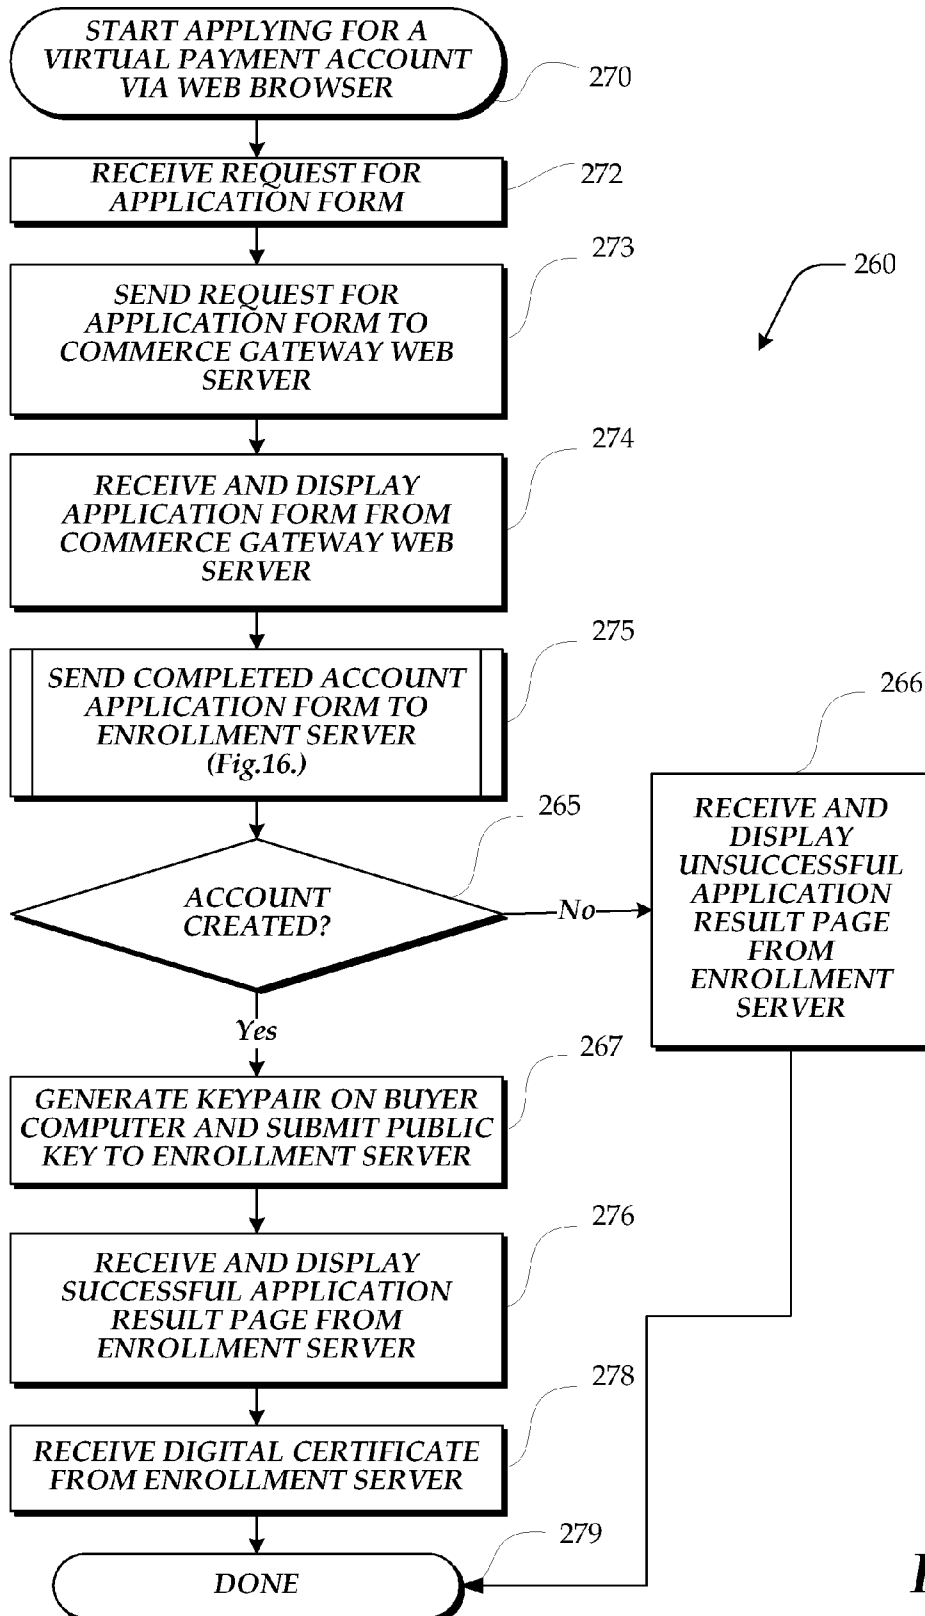 START APPLYING FOR A
VIRTUAL PAYMENT ACCOUNT
VIA WEB BROWSER
270
RECEIVE REQUEST FOR
APPLICATION FORM
272
273
SEND REQUEST FOR
APPLICATION FORM TO
COMMERCE GATEWAY WEB
SERVER
260
274
RECEIVE AND DISPLAY
APPLICATION FORM FROM
COMMERCE GATEWAY WEB
SERVER
275
SEND COMPLETED ACCOUNT
APPLICATION FORM TO
ENROLLMENT SERVER
(Fig.16.)
266
265
ACCOUNT
CREATED?
No
RECEIVE AND
DISPLAY
UNSUCCESSFUL
APPLICATION
RESULT PAGE
FROM
ENROLLMENT
SERVER
Yes
267
GENERATE KEYPAIR ON BUYER
COMPUTER AND SUBMIT PUBLIC
KEY TO ENROLLMENT SERVER
276
RECEIVE AND DISPLAY
SUCCESSFUL APPLICATION
RESULT PAGE FROM
ENROLLMENT SERVER
278
RECEIVE DIGITAL CERTIFICATE
FROM ENROLLMENT SERVER
279
DONE